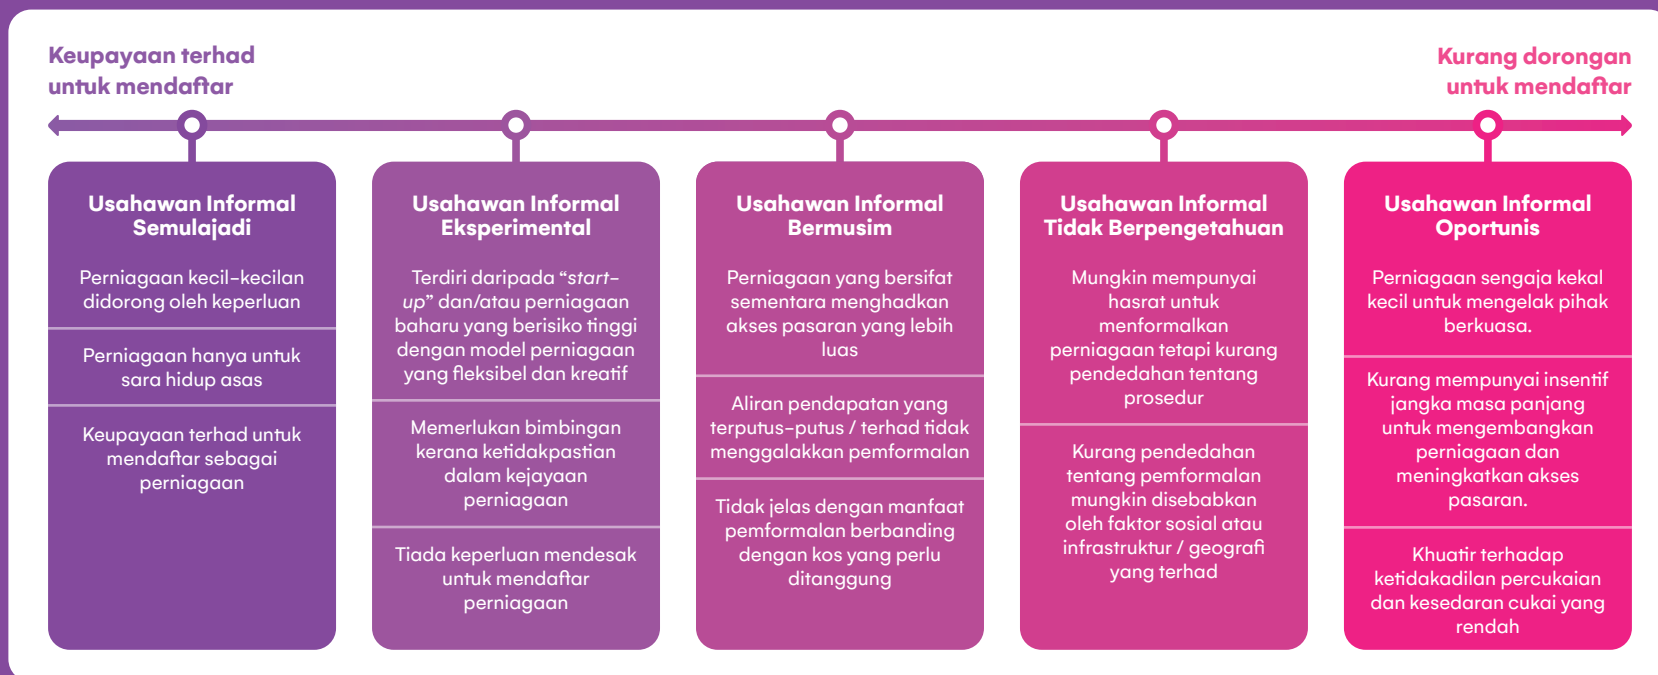 Keupayaan terhad
untuk mendaftar
Kurang dorongan
untuk mendaftar
Usahawan Informal
Semulajadi
Perniagaan kecil-kecilan
didorong oleh keperluan
Perniagaan hanya untuk
sara hidup asas
Keupayaan terhad untuk
mendaftar sebagai
perniagaan
Usahawan Informal
Eksperimental
Terdiri daripada “start-
up” dan/atau perniagaan
baharu yang berisiko tinggi
dengan model perniagaan
yang fleksibel dan kreatif
Memerlukan bimbingan
kerana ketidakpastian
dalam kejayaan
perniagaan
Tiada keperluan mendesak
untuk mendaftar
perniagaan
Usahawan Informal
Bermusim
Perniagaan yang bersifat
sementara menghadkan
akses pasaran yang lebih
luas
Aliran pendapatan yang
terputus-putus / terhad tidak
menggalakkan pemformalan
Tidak jelas dengan manfaat
pemformalan berbanding
dengan kos yang perlu
ditanggung
Usahawan Informal
Tidak Berpengetahuan
Mungkin mempunyai
hasrat untuk
menformalkan
perniagaan tetapi kurang
pendedahan tentang
prosedur
Kurang pendedahan
tentang pemformalan
mungkin disebabkan
oleh faktor sosial atau
infrastruktur / geografi
yang terhad
Usahawan Informal
Oportunis
Perniagaan sengaja kekal
kecil untuk mengelak pihak
berkuasa.
Kurang mempunyai insentif
jangka masa panjang
untuk mengembangkan
perniagaan dan
meningkatkan akses
pasaran.
Khuatir terhadap
ketidakadilan percukaian
dan kesedaran cukai yang
rendah